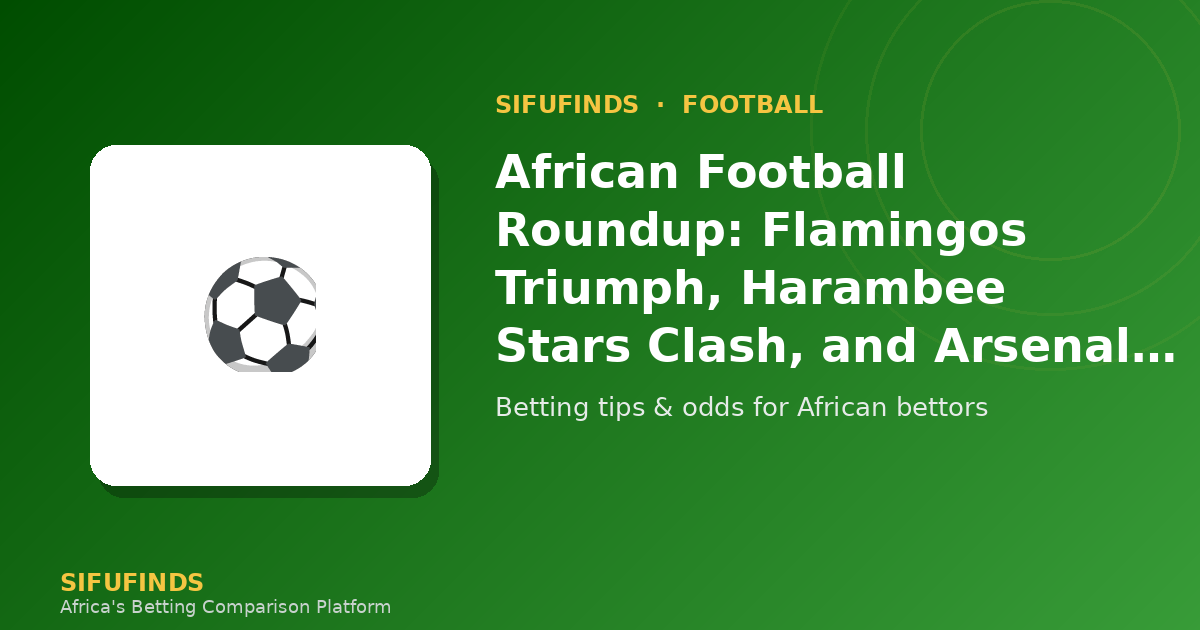 SIFUFINDS · FOOTBALL
African Football
Roundup: Flamingos
Triumph, Harambee
Stars Clash, and Arsenal…
Betting tips & odds for African bettors
SIFUFINDS
Africa's Betting Comparison Platform